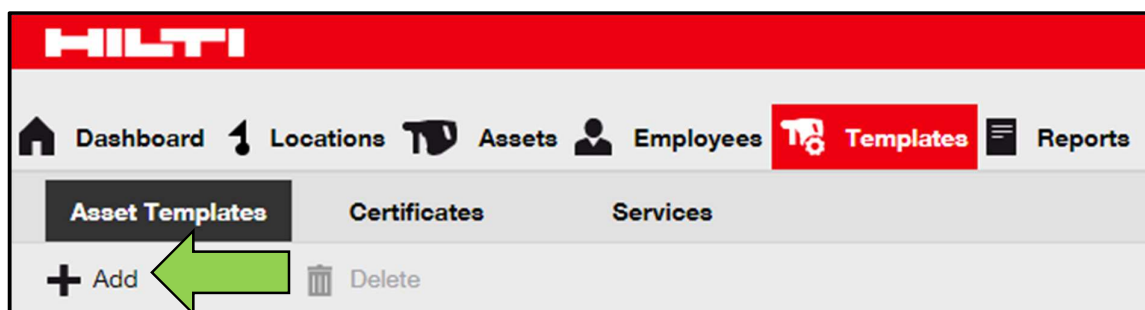 HILTI
Dashboard Locations Assets Employees Templates Reports
Asset Templates Certificates Services
Add Delete